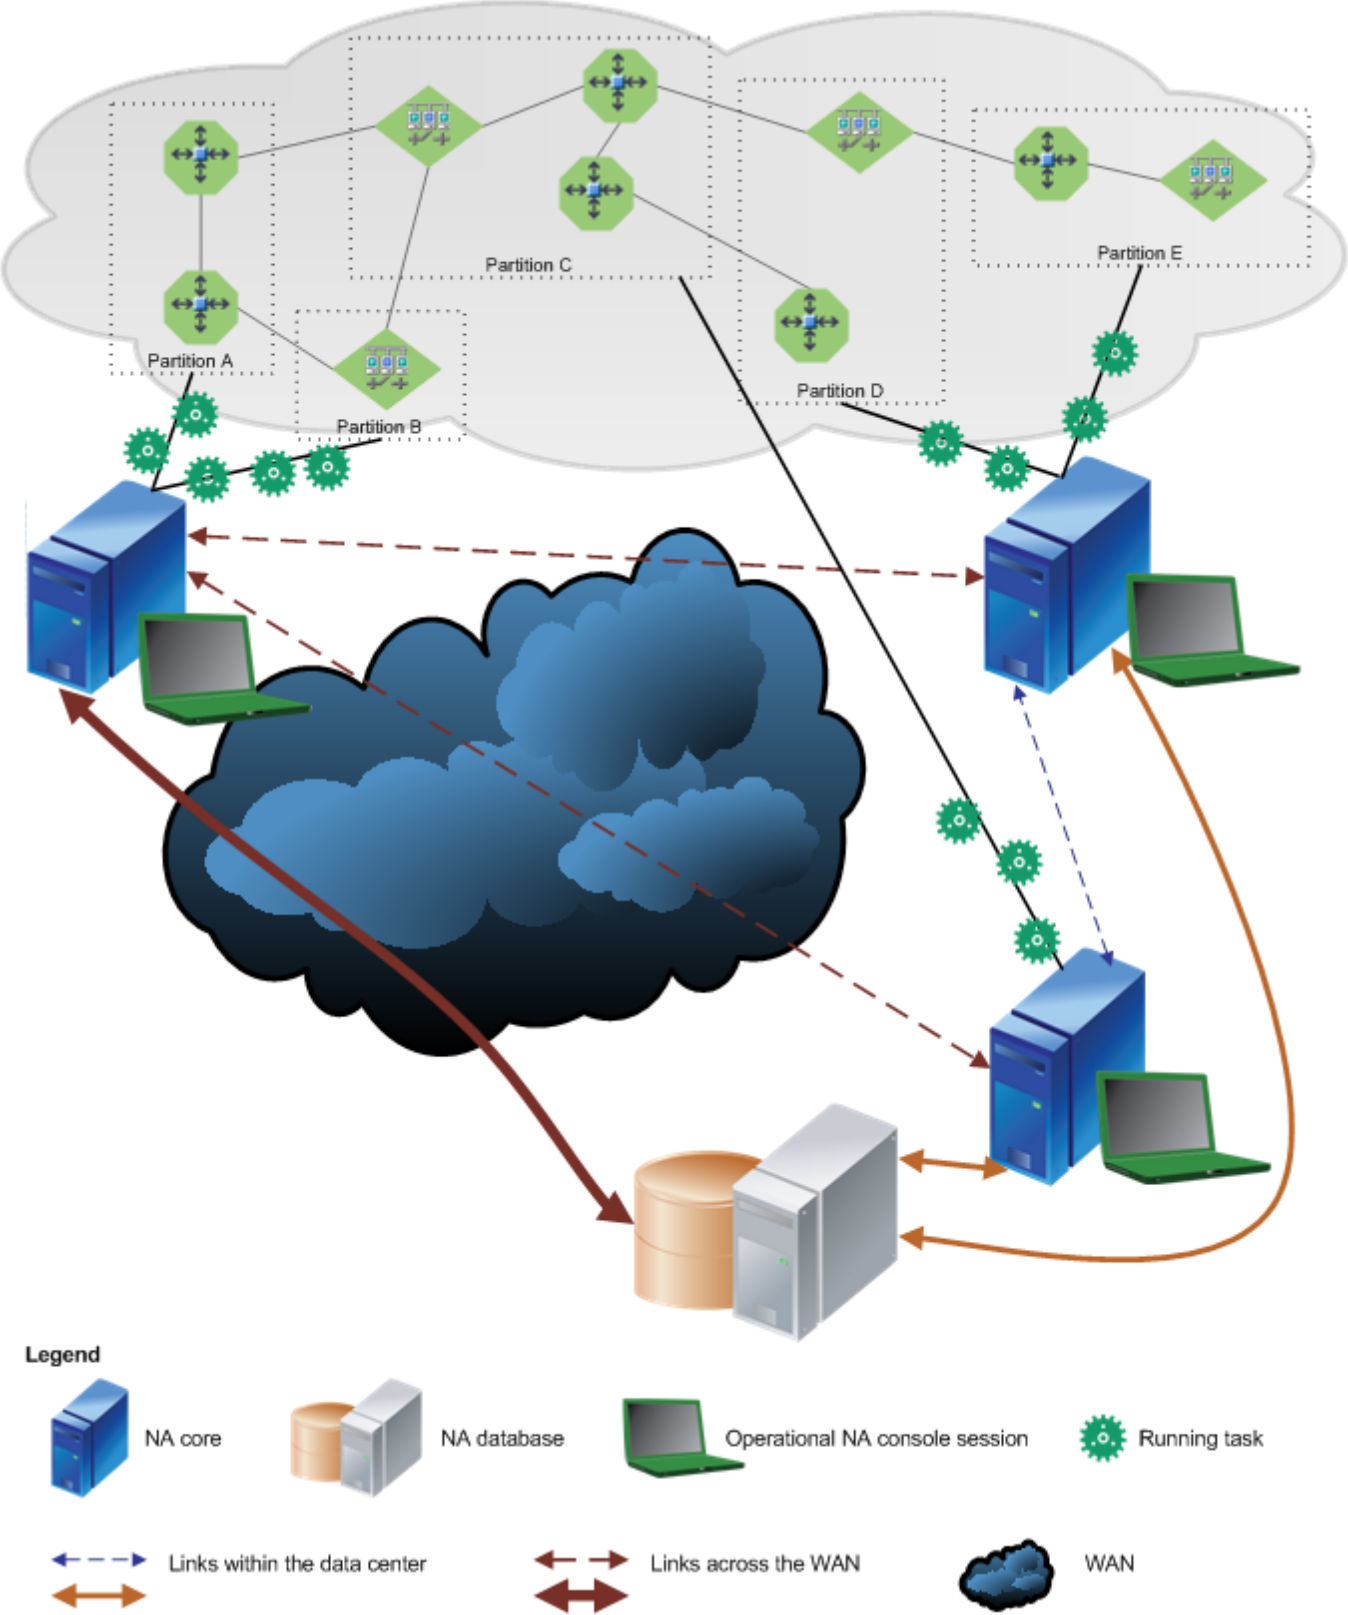 Partition C
Partition E
Partition A
Partition D
Partition B
Legend
NA core
NA database
Operational NA console session
Running task
Links within the data center
Links across the WAN
WAN